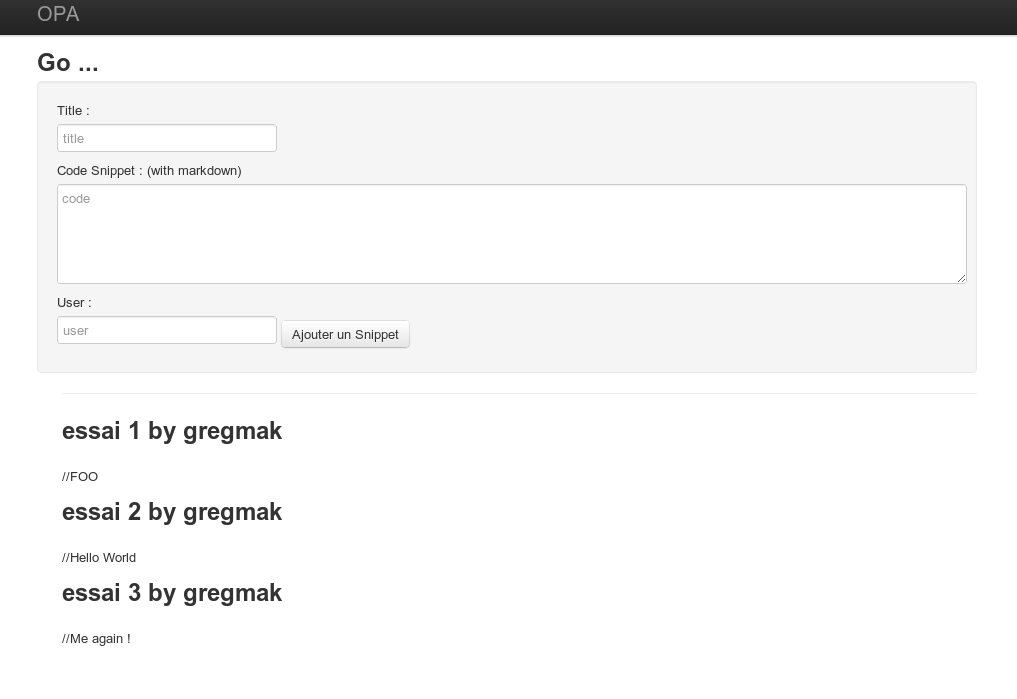 OPA
Go ...
Title :
title
Code Snippet : (with markdown)
code
User :
user
Ajouter un Snippet
essai 1 by gregmak
//FOO
essai 2 by gregmak
//Hello World
essai 3 by gregmak
//Me again !